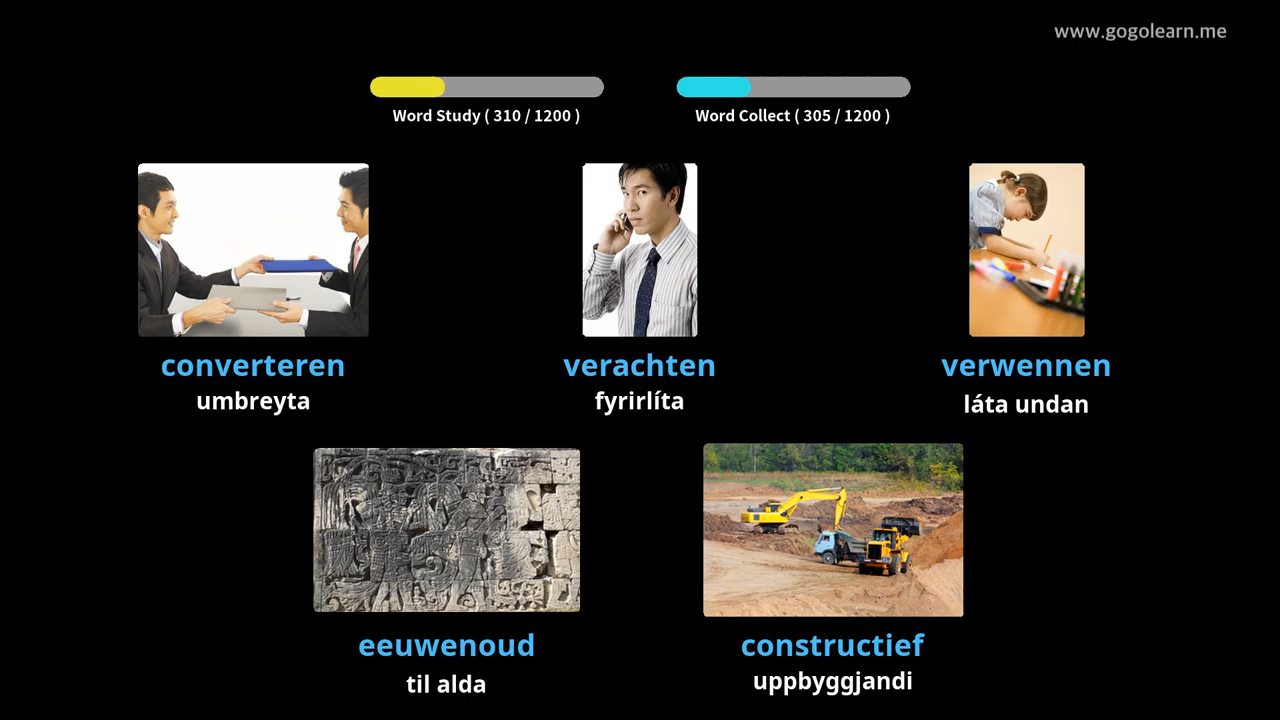 www.gogolearn.me
Word Study ( 310 / 1200 )
Word Collect ( 305 / 1200 )
converteren
umbreyta
verachten
fyrirlíta
verwennen
láta undan
eeuwenoud
til alda
constructief
uppbyggjandi